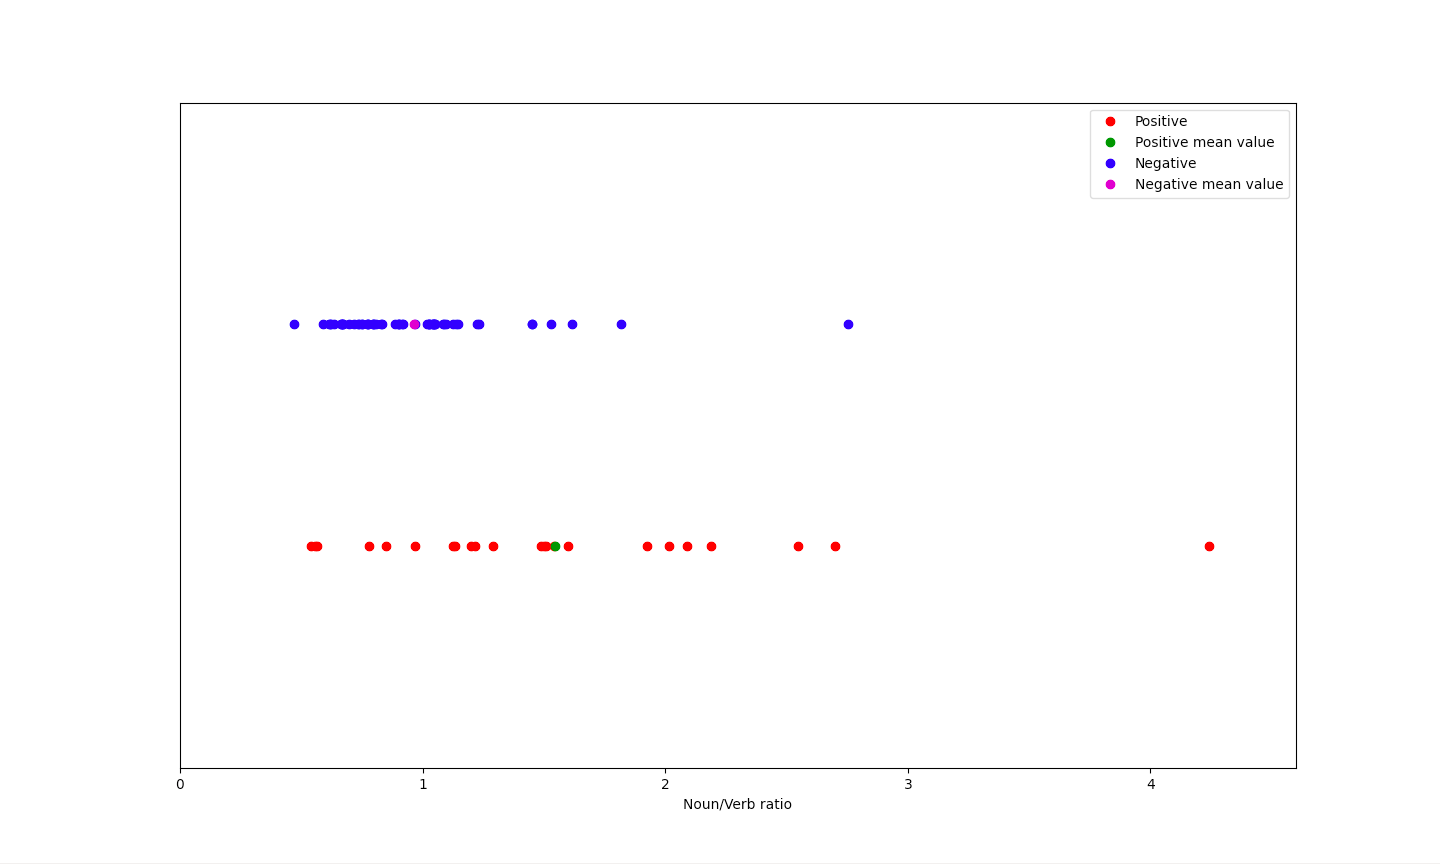 Positive
Positive mean value
Negative
Negative mean value
0 1 2 3 4
Noun/Verb ratio